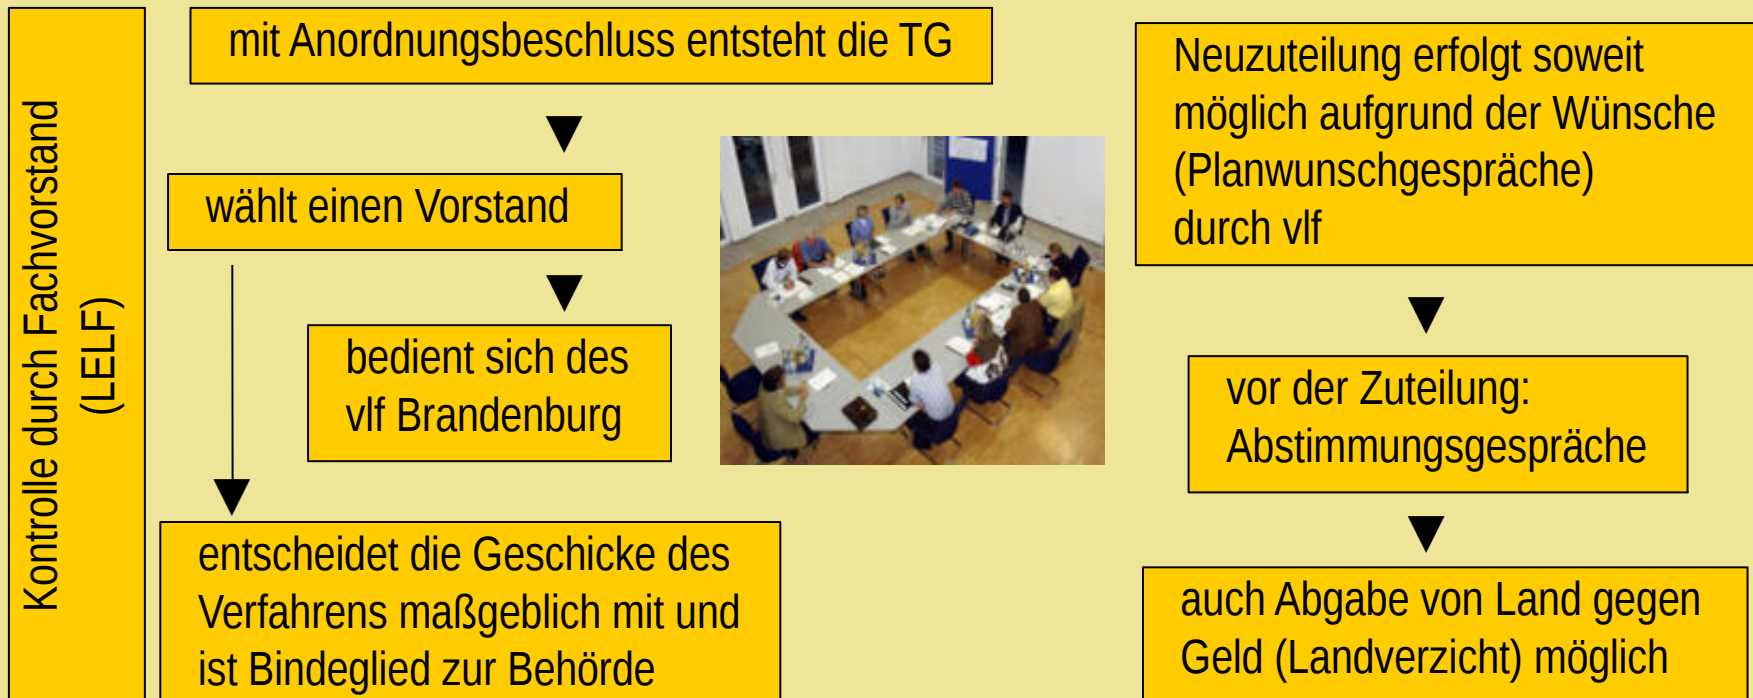 Kontrolle durch Fachvorstand
(LELF)
mit Anordnungsbeschluss entsteht die TG
wählt einen Vorstand
bedient sich des
vlf Brandenburg
entscheidet die Geschicke des
Verfahrens maßgeblich mit und
ist Bindeglied zur Behörde
Neuzuteilung erfolgt soweit
möglich aufgrund der Wünsche
(Planwunschgespräche)
durch vlf
vor der Zuteilung:
Abstimmungsgespräche
auch Abgabe von Land gegen
Geld (Landverzicht) möglich